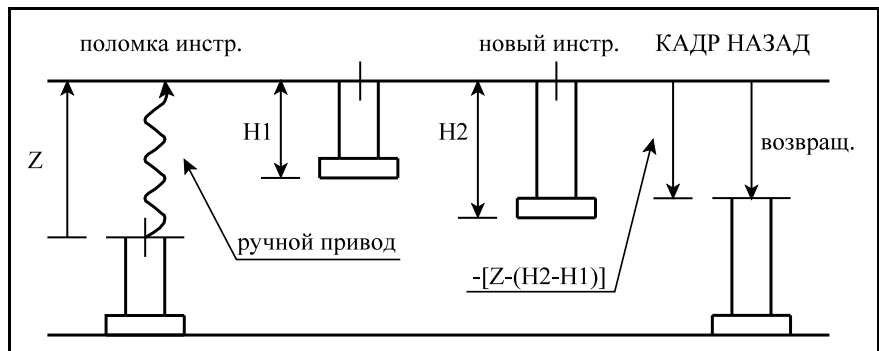 поломка инстр.
новый инстр.
КАДР НАЗАД
Z
H1
H2
возвращ.
ручной привод
-[Z-(H2-H1)]